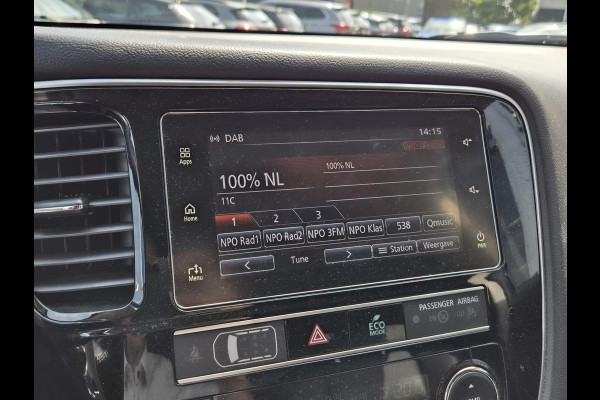 DAB 14:15
Apps
100% NL
100% NL
11C
Home
1 2 3
NPO Rad1 NPO Rad2 NPO 3FM NPO Klas 538 Qmusic
Menu
Tune Station Weergave
PWR
PASSENGER AIRBAG
ECO
MODE